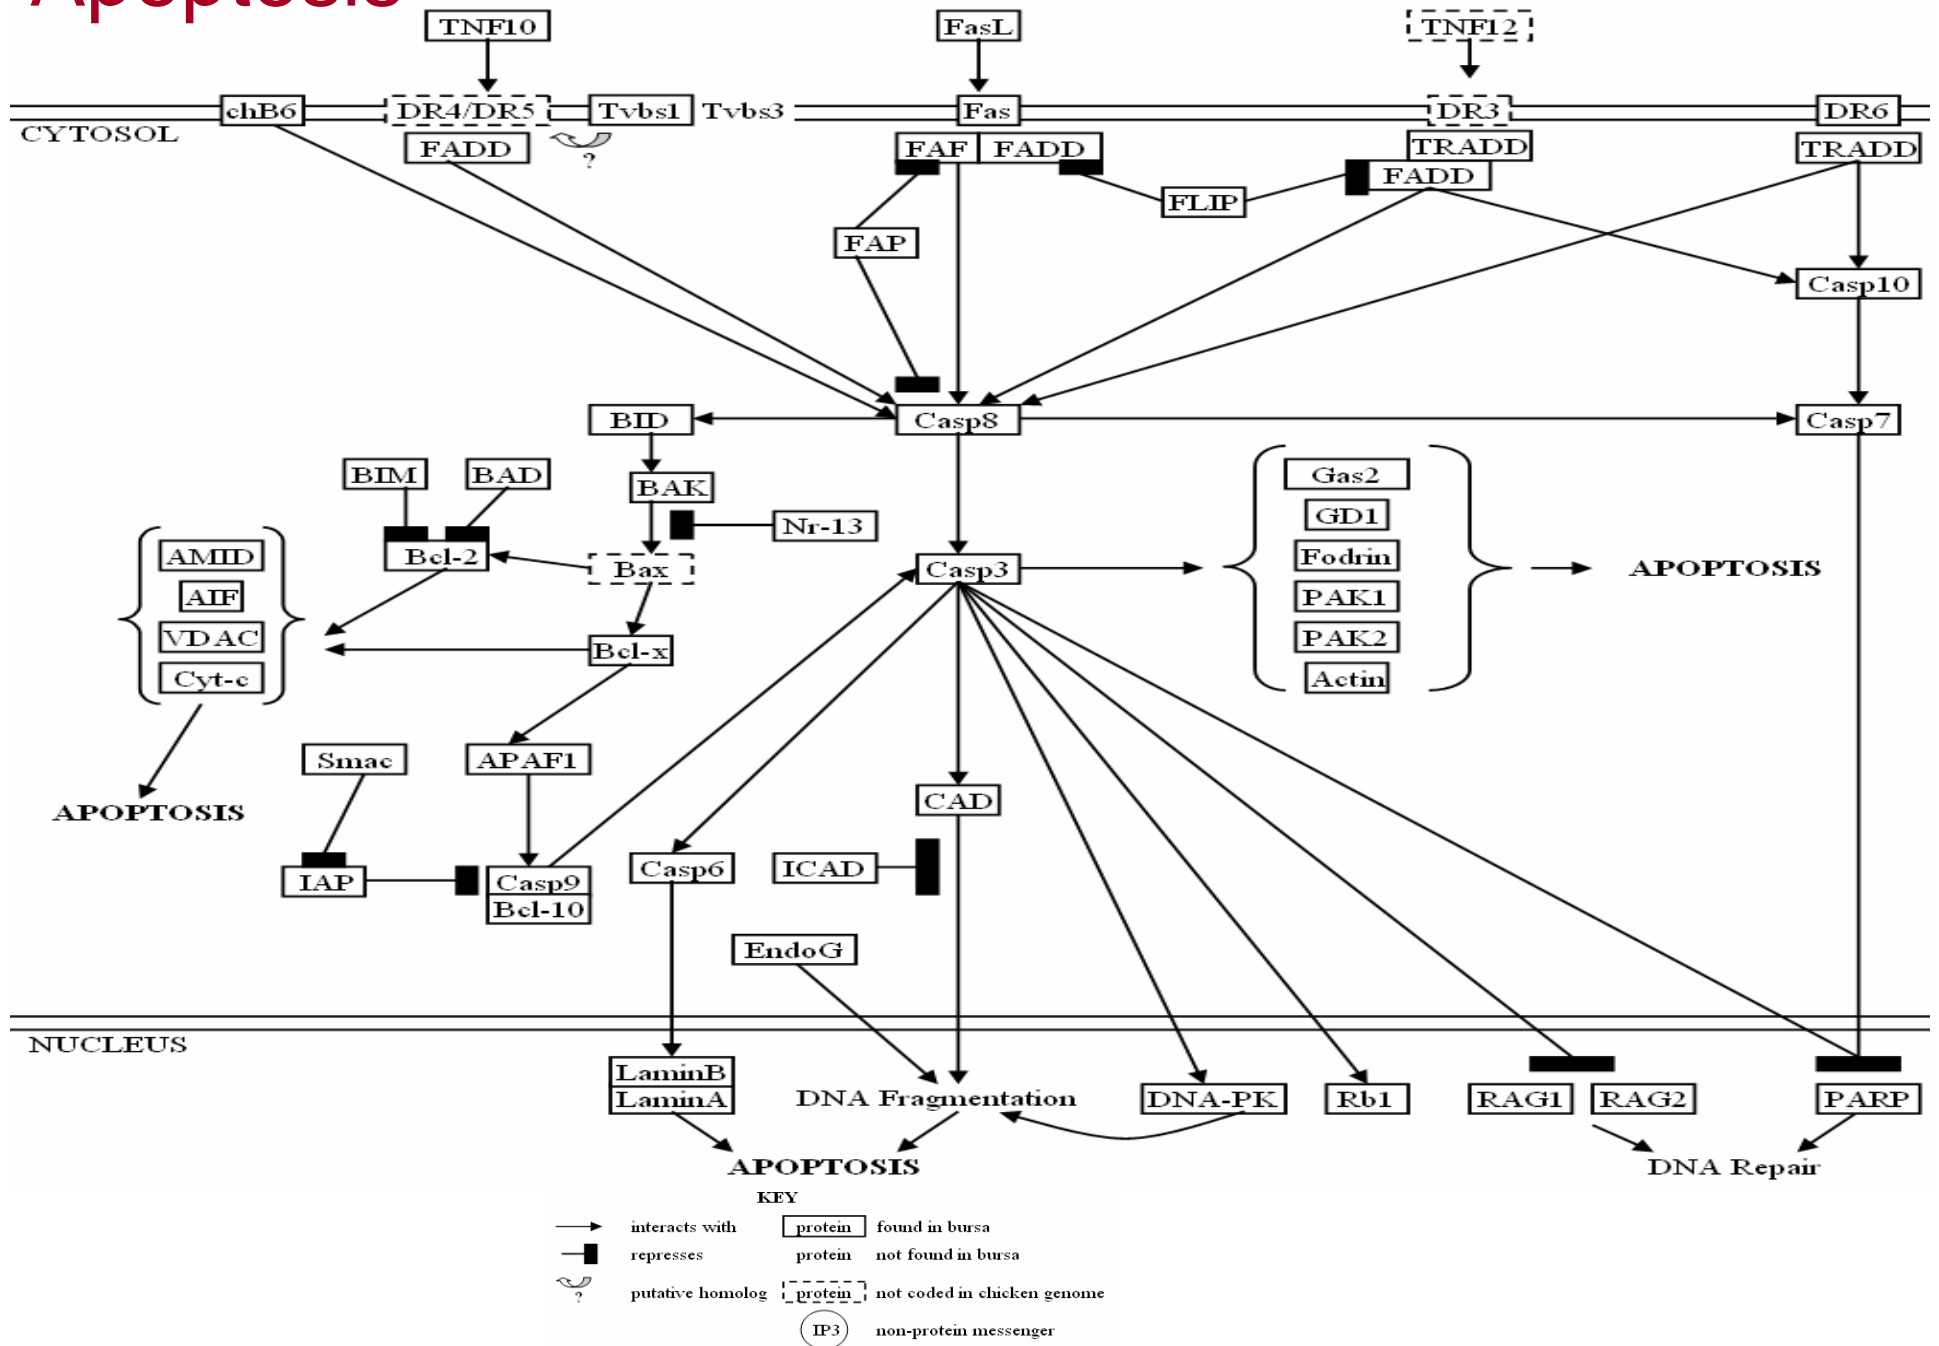 Apoptosis
TNF10
FasL
TNF12
chB6
DR4/DR5
Tvbs1
Tvbs3
Fas
DR3
DR6
CYTOSOL
FADD
?
FAF
FADD
TRADD
TRADD
FADD
FLIP
FAP
Casp10
BID
Casp8
Casp7
BIM
BAD
BAK
Gas2
GD1
Nr-13
AMID
Bcl-2
Bax
Casp3
Fodrin
APOPTOSIS
AIF
PAK1
VDAC
Bcl-x
PAK2
Cyt-c
Actin
Smac
APAF1
APOPTOSIS
CAD
IAP
Casp9
Casp6
ICAD
Bcl-10
EndoG
NUCLEUS
LaminB
LaminA
DNA Fragmentation
DNA-PK
Rb1
RAG1
RAG2
PARP
APOPTOSIS
DNA Repair
KEY
interacts with
protein
found in bursa
represses
protein
not found in bursa
?
putative homolog
protein
not coded in chicken genome
IP3
non-protein messenger